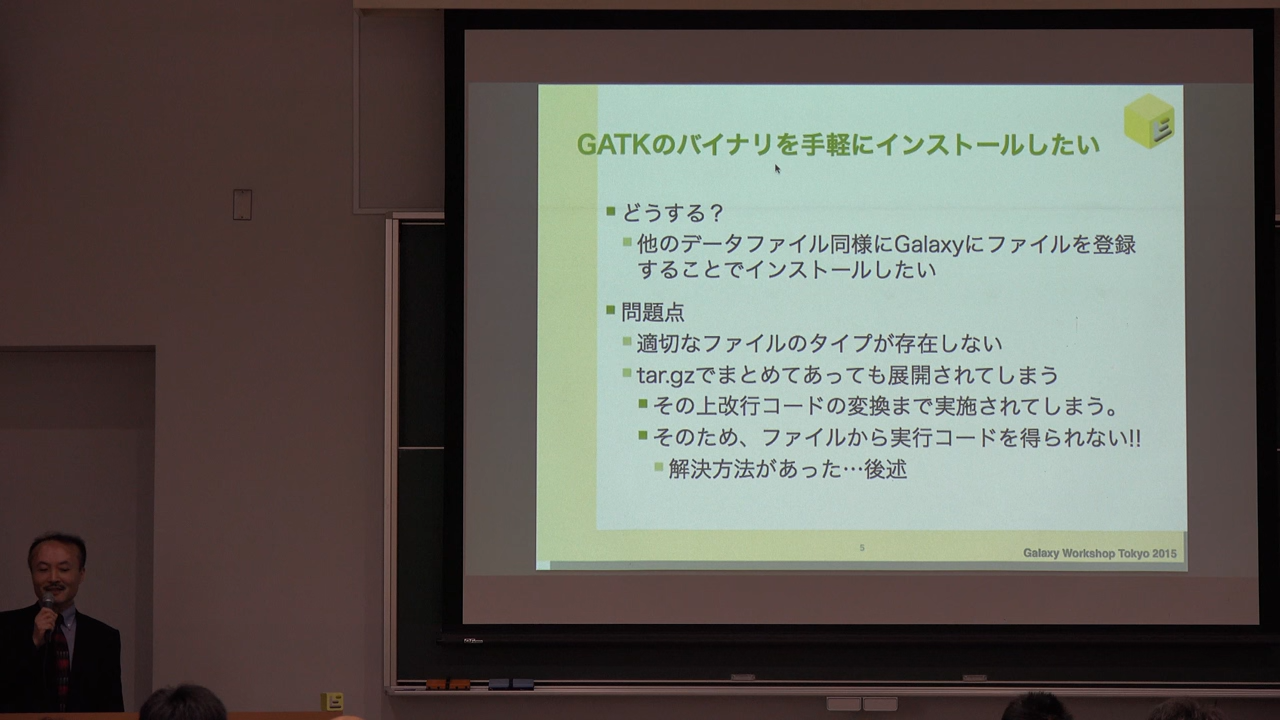 GATKのバイナリを手軽にインストールしたい
どうする？
他のデータファイル同様にGalaxyにファイルを登録
することでインストールしたい
問題点
適切なファイルのタイプが存在しない
tar.gzでまとめてあっても展開されてしまう
その上改行コードの変換まで実施されてしまう。
そのため、ファイルから実行コードを得られない!!
解決方法があった…後述
5
Galaxy Workshop Tokyo 2015